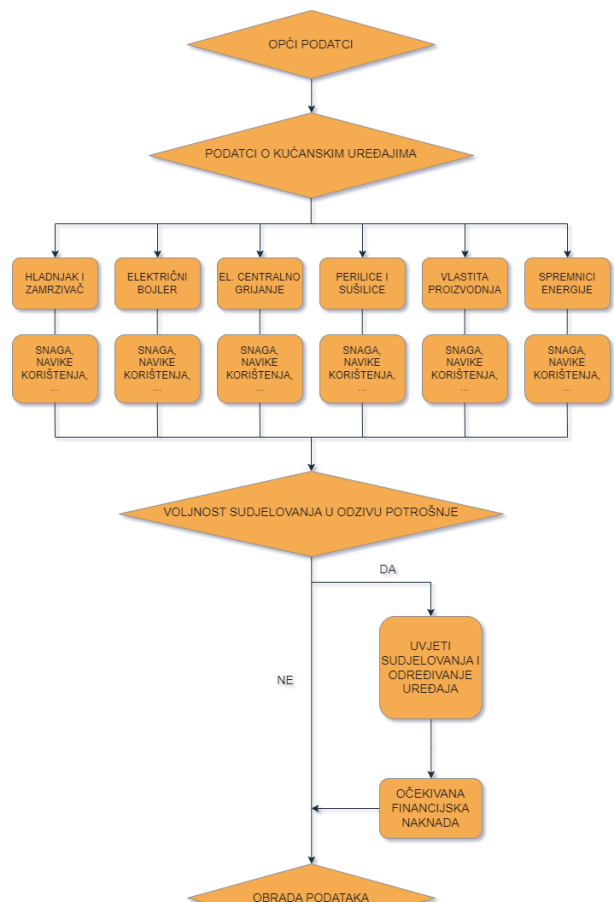 OPĆI PODATCI
PODATCI O KUĆANSKIM UREĐAJIMA
HLADNJAK I
ZAMRZIVAČ
ELEKTRIČNI
BOJLER
EL. CENTRALNO
GRIJANJE
PERILICE I
SUŠILICE
VLASTITA
PROIZVODNJA
SPREMNICI
ENERGIJE
SNAGA,
NAVIKE
KORIŠTENJA,
...
SNAGA,
NAVIKE
KORIŠTENJA,
...
SNAGA,
NAVIKE
KORIŠTENJA,
...
SNAGA,
NAVIKE
KORIŠTENJA,
...
SNAGA,
NAVIKE
KORIŠTENJA,
...
SNAGA,
NAVIKE
KORIŠTENJA,
...
VOLJNOST SUDJELOVANJA U ODZIVU POTROŠNJE
DA
UVJETI
SUDJELOVANJA I
ODREĐIVANJE
UREĐAJA
NE
OČEKIVANA
FINANCIJSKA
NAKNADA
OBRADA PODATAKA